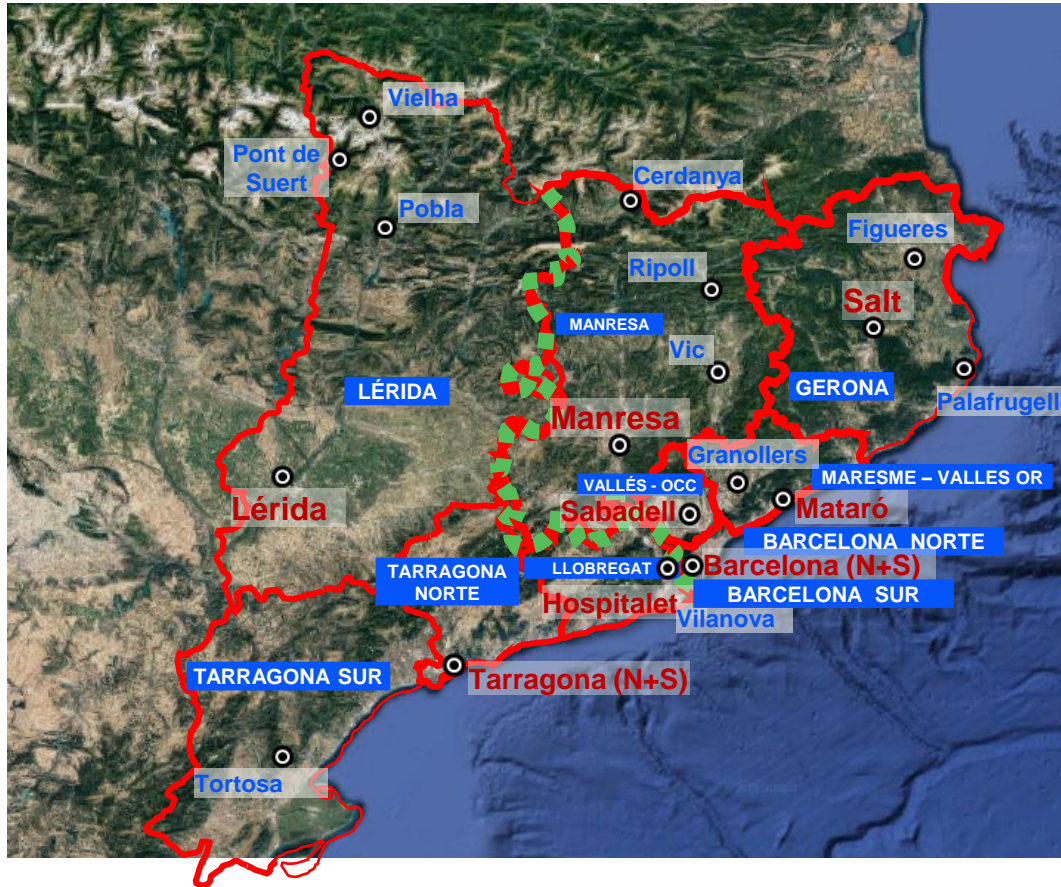 Vielha
Pont de
Suert
Cerdanya
Pobla
Figueres
Ripoll
Salt
MANRESA
Vic
LÉRIDA
GERONA
Palafrugell
Manresa
Granollers
MARESME – VALLES OR
VALLÉS - OCC
Lérida
Sabadell
Mataró
BARCELONA NORTE
TARRAGONA
NORTE
LLOBREGAT
Barcelona (N+S)
Hospitalet
BARCELONA SUR
Vilanova
TARRAGONA SUR
Tarragona (N+S)
Tortosa